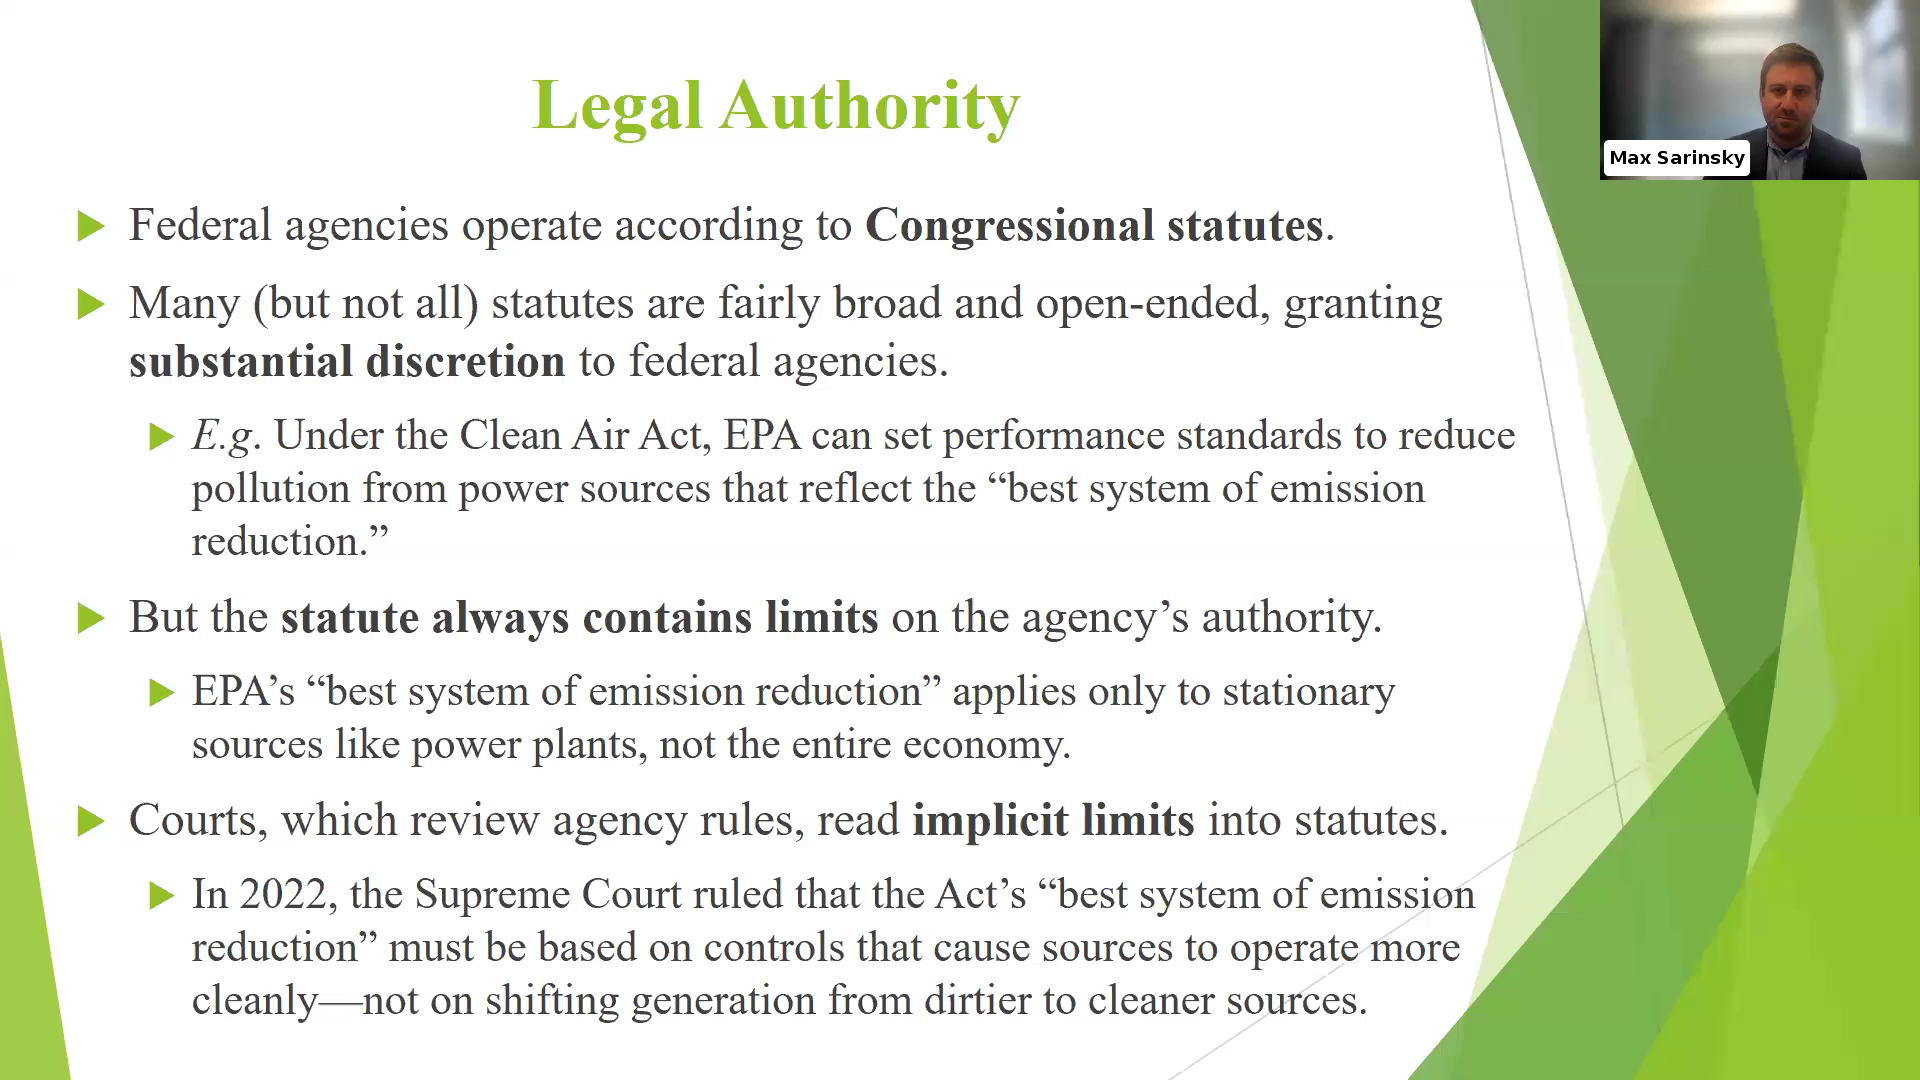 Legal Authority
Max Sarinsky
Federal agencies operate according to Congressional statutes.
Many (but not all) statutes are fairly broad and open-ended, granting
substantial discretion to federal agencies.
E.g. Under the Clean Air Act, EPA can set performance standards to reduce
pollution from power sources that reflect the “best system of emission
reduction.”
But the statute always contains limits on the agency’s authority.
EPA’s “best system of emission reduction” applies only to stationary
sources like power plants, not the entire economy.
Courts, which review agency rules, read implicit limits into statutes.
In 2022, the Supreme Court ruled that the Act’s “best system of emission
reduction” must be based on controls that cause sources to operate more
cleanly—not on shifting generation from dirtier to cleaner sources.